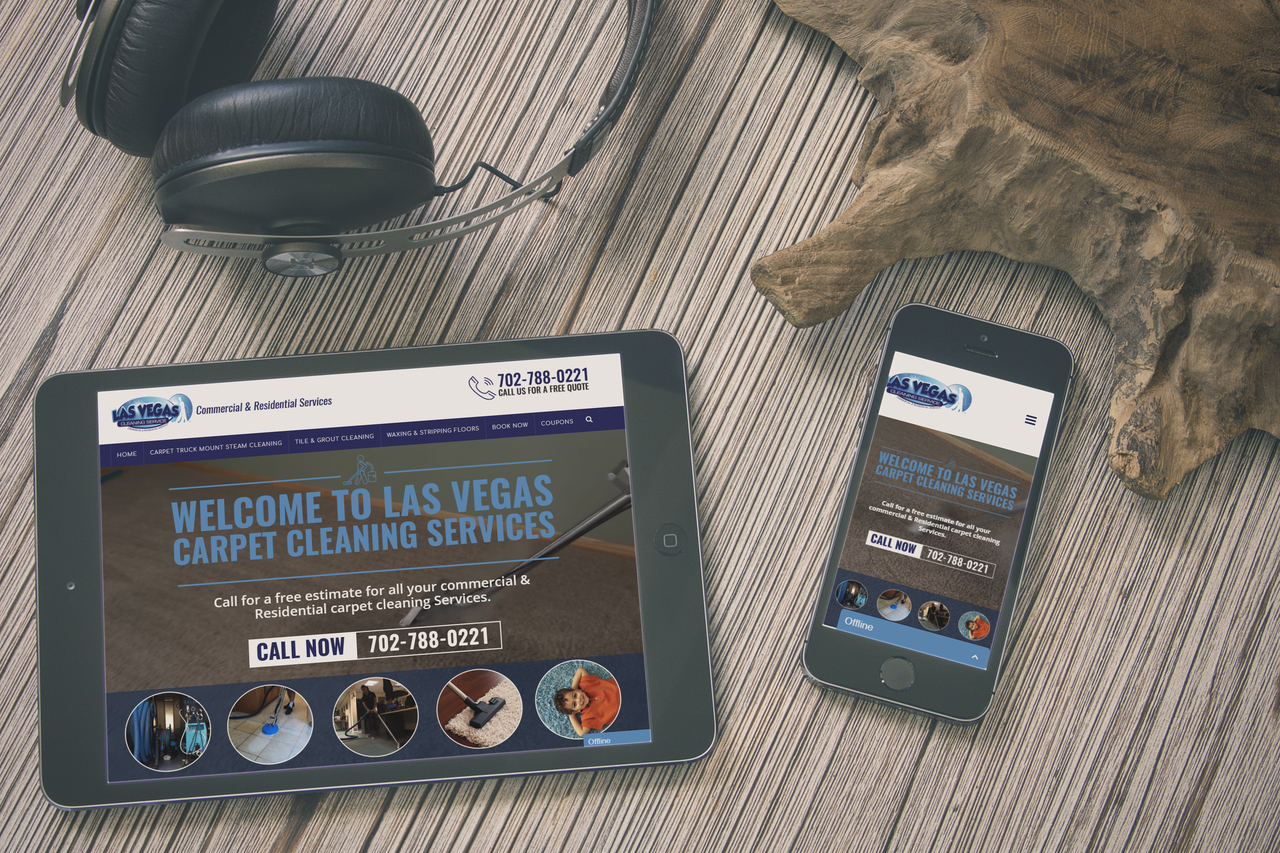 LAS VEGAS
CLEANING SERVICE
Commercial & Residential Services
702-788-0221
CALL US FOR A FREE QUOTE
HOME
CARPET TRUCK MOUNT STEAM CLEANING
TILE & GROUT CLEANING
WAXING & STRIPPING FLOORS
BOOK NOW
COUPONS
WELCOME TO LAS VEGAS
CARPET CLEANING SERVICES
Call for a free estimate for all your commercial &
Residential carpet cleaning Services.
CALL NOW 702-788-0221
Offline
LAS VEGAS
CLEANING SERVICE
WELCOME TO LAS VEGAS
CARPET CLEANING SERVICES
Call for a free estimate for all your
commercial & Residential carpet cleaning
Services.
CALL NOW 702-788-0221
Offline